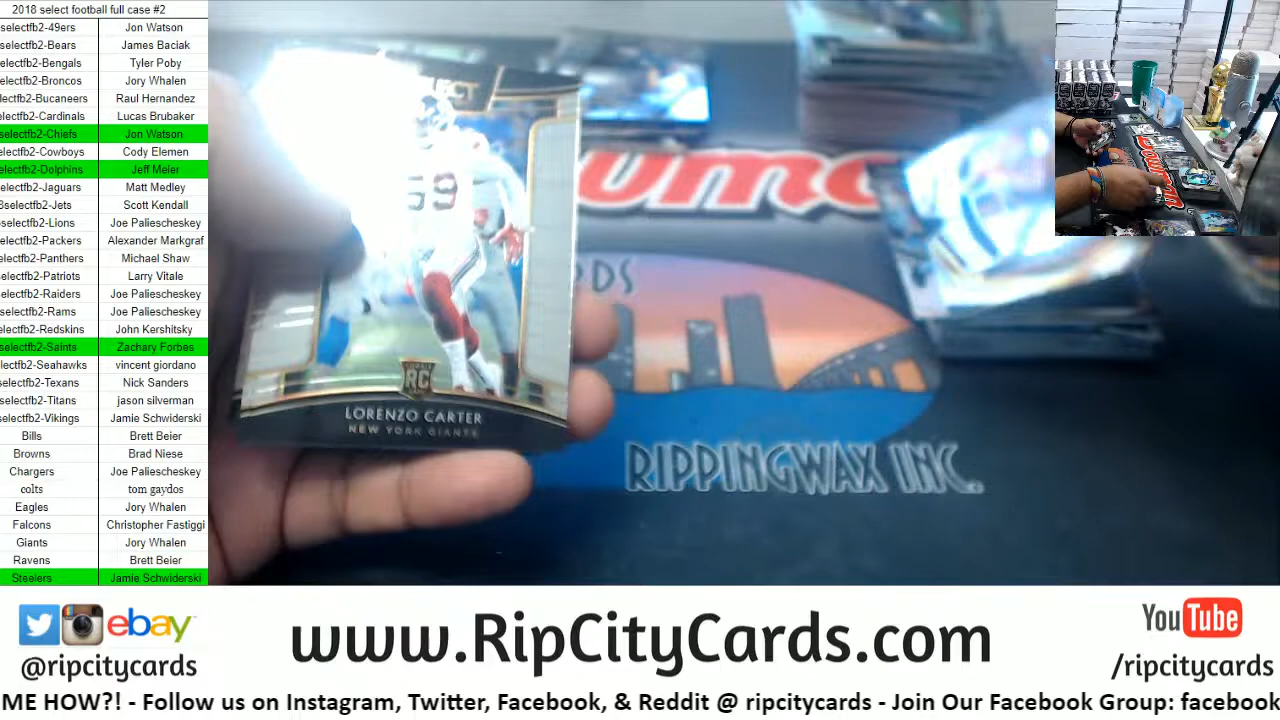 2018 select football full case #2
selectfb2-49ers Jon Watson
selectfb2-Bears James Baciak
selectfb2-Bengals Tyler Poby
selectfb2-Broncos Jory Whalen
lectfb2-Bucaneers Raul Hernandez
electfb2-Cardinals Lucas Brubaker
selectfb2-Chiefs Jon Watson
electfb2-Cowboys Cody Elemen
electfb2-Dolphins Jeff Meier
electfb2-Jaguars Matt Medley
8selectfb2-Jets Scott Kendall
selectfb2-Lions Joe Paliescheskey
electfb2-Packers Alexander Markgraf
electfb2-Panthers Michael Shaw
electfb2-Patriots Larry Vitale
electfb2-Raiders Joe Paliescheskey
selectfb2-Rams Joe Paliescheskey
electfb2-Redskins John Kershitsky
selectfb2-Saints Zachary Forbes
lectfb2-Seahawks vincent giordano
selectfb2-Texans Nick Sanders
selectfb2-Titans jason silverman
electfb2-Vikings Jamie Schwiderski
Bills Brett Beier
Browns Brad Niese
Chargers Joe Paliescheskey
colts tom gaydos
Eagles Jory Whalen
Falcons Christopher Fastiggi
Giants Jory Whalen
Ravens Brett Beier
Steelers Jamie Schwiderski
69
RC
LORENZO CARTER
NEW YORK GIANTS
RDS
RIPPINGWAX INC.
ebay
@ripcitycards
www.RipCityCards.com
YouTube
/ripcitycards
ME HOW?! - Follow us on Instagram, Twitter, Facebook, & Reddit @ ripcitycards - Join Our Facebook Group: facebook